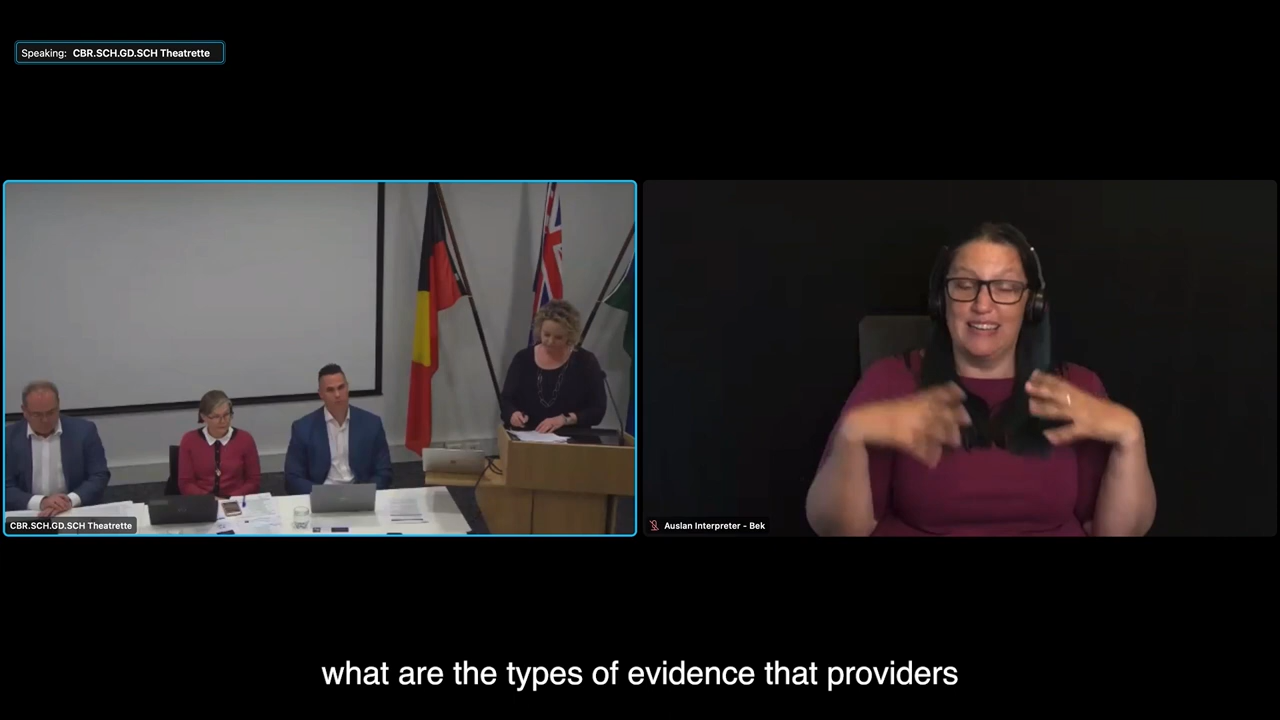 Speaking: CBR.SCH.GD.SCH Theatrette
CBR.SCH.GD.SCH Theatrette
Auslan Interpreter - Bek
what are the types of evidence that providers